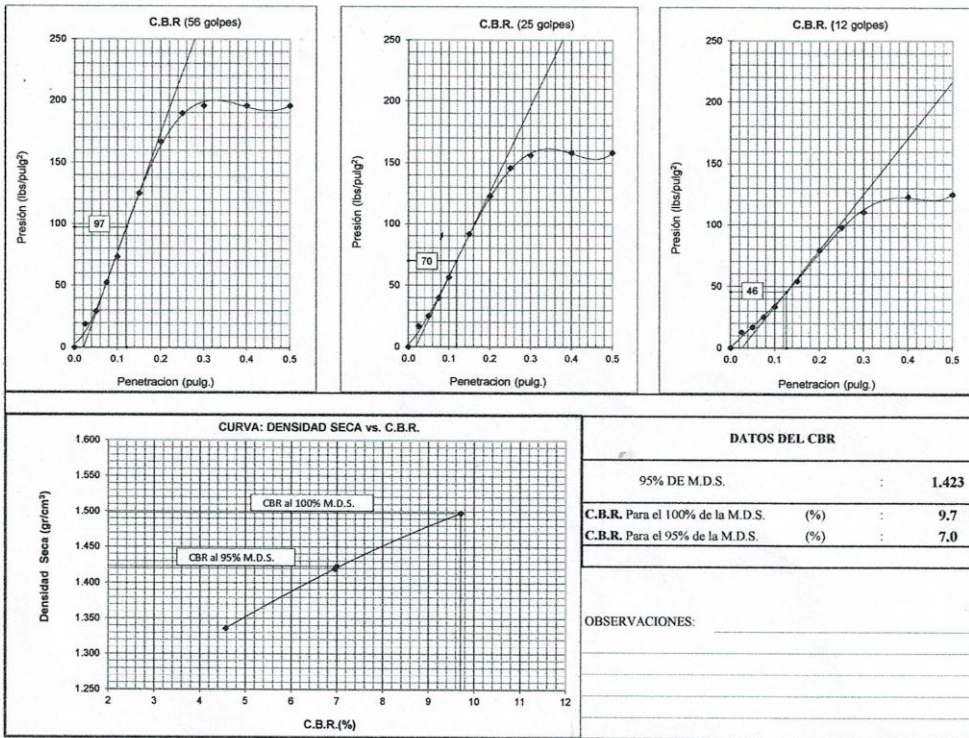 C.B.R (56 golpes)
250
200
150
100
50
0
97
Presión (lbs/pulg²)
0.0 0.1 0.2 0.3 0.4 0.5
Penetracion (pulg.)
C.B.R. (25 golpes)
250
200
150
100
50
0
70
Presión (lbs/pulg²)
0.0 0.1 0.2 0.3 0.4 0.5
Penetracion (pulg.)
C.B.R. (12 golpes)
250
200
150
100
50
0
46
Presión (lbs/pulg²)
0.0 0.1 0.2 0.3 0.4 0.5
Penetracion (pulg.)
CURVA: DENSIDAD SECA vs. C.B.R.
1.600
1.550
1.500
1.450
1.400
1.350
1.300
1.250
Densidad Seca (gr/cm³)
CBR al 100% M.D.S.
CBR al 95% M.D.S.
2 3 4 5 6 7 8 9 10 11 12
C.B.R.(%)
DATOS DEL CBR
95% DE M.D.S. : 1.423
C.B.R. Para el 100% de la M.D.S. (%) : 9.7
C.B.R. Para el 95% de la M.D.S. (%) : 7.0
OBSERVACIONES: